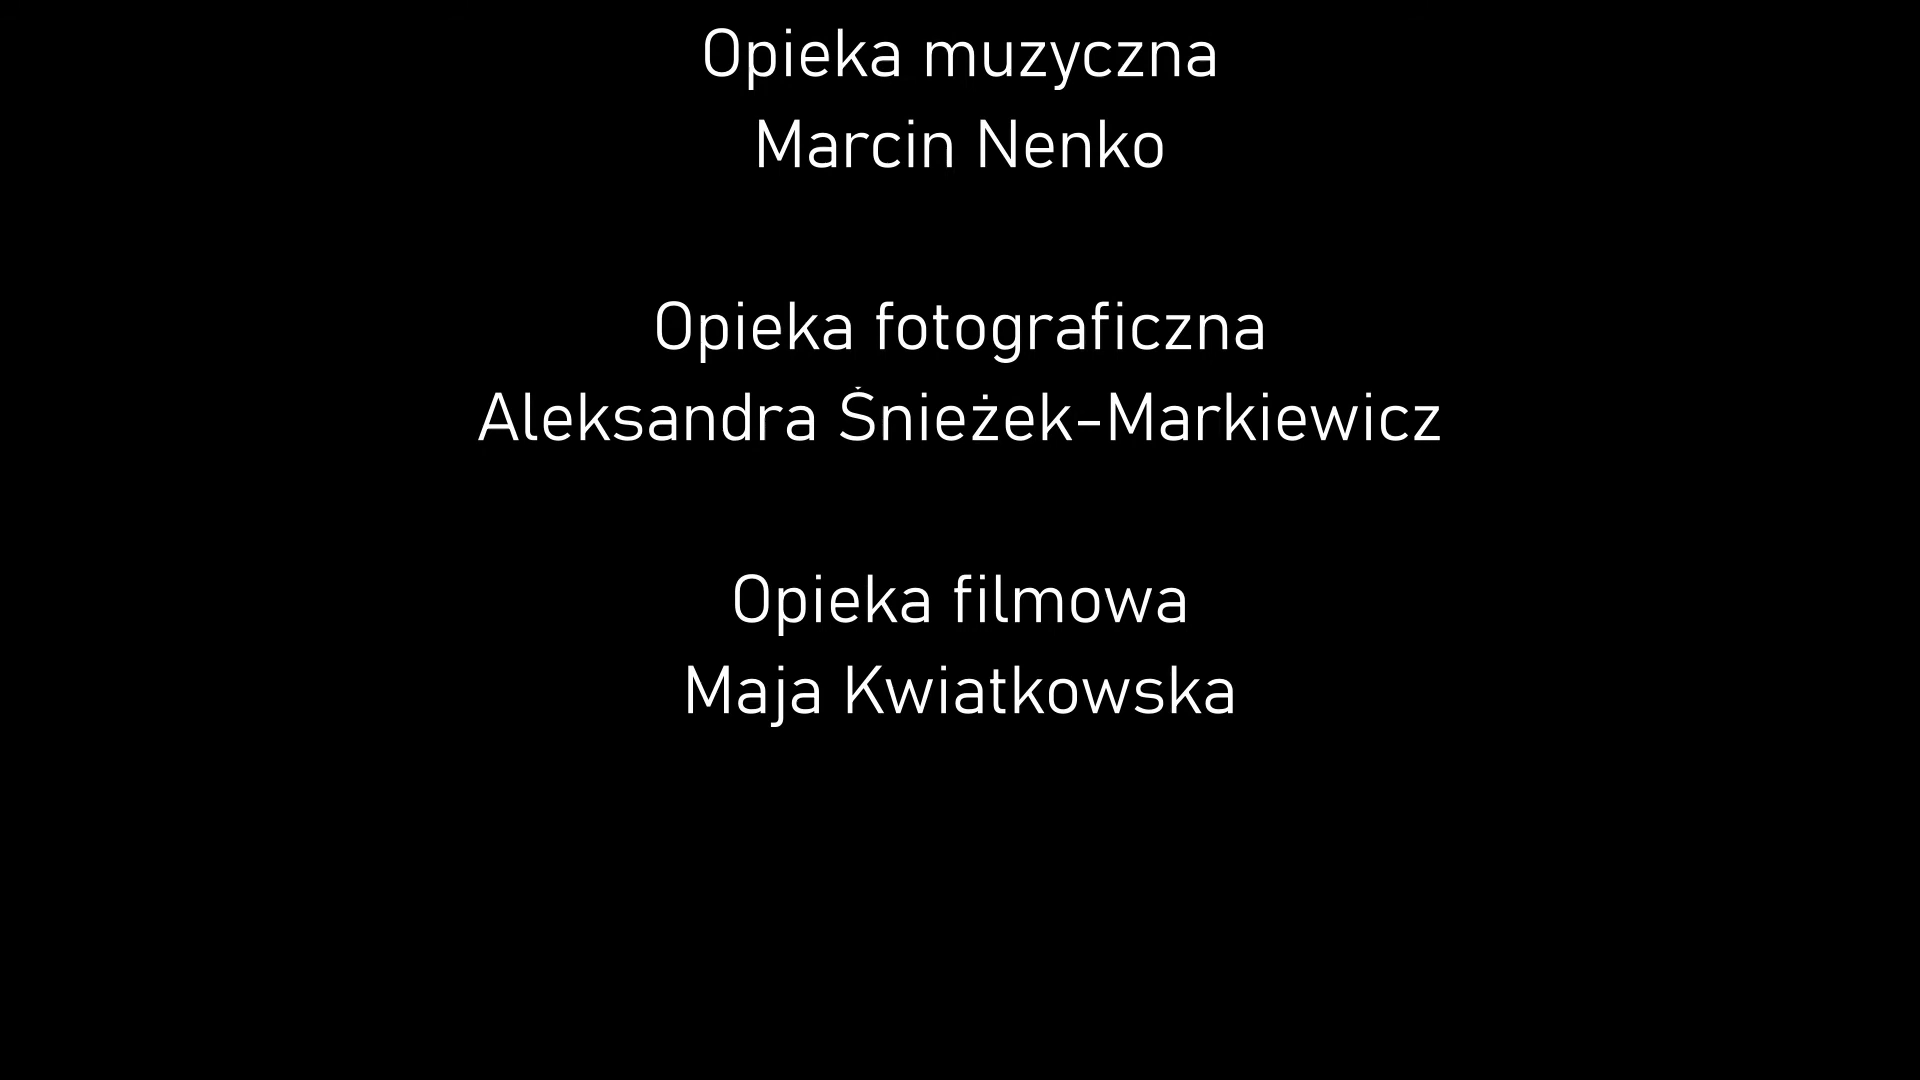 Opieka muzyczna
Marcin Nenko
Opieka fotograficzna
Aleksandra Śnieżek-Markiewicz
Opieka filmowa
Maja Kwiatkowska